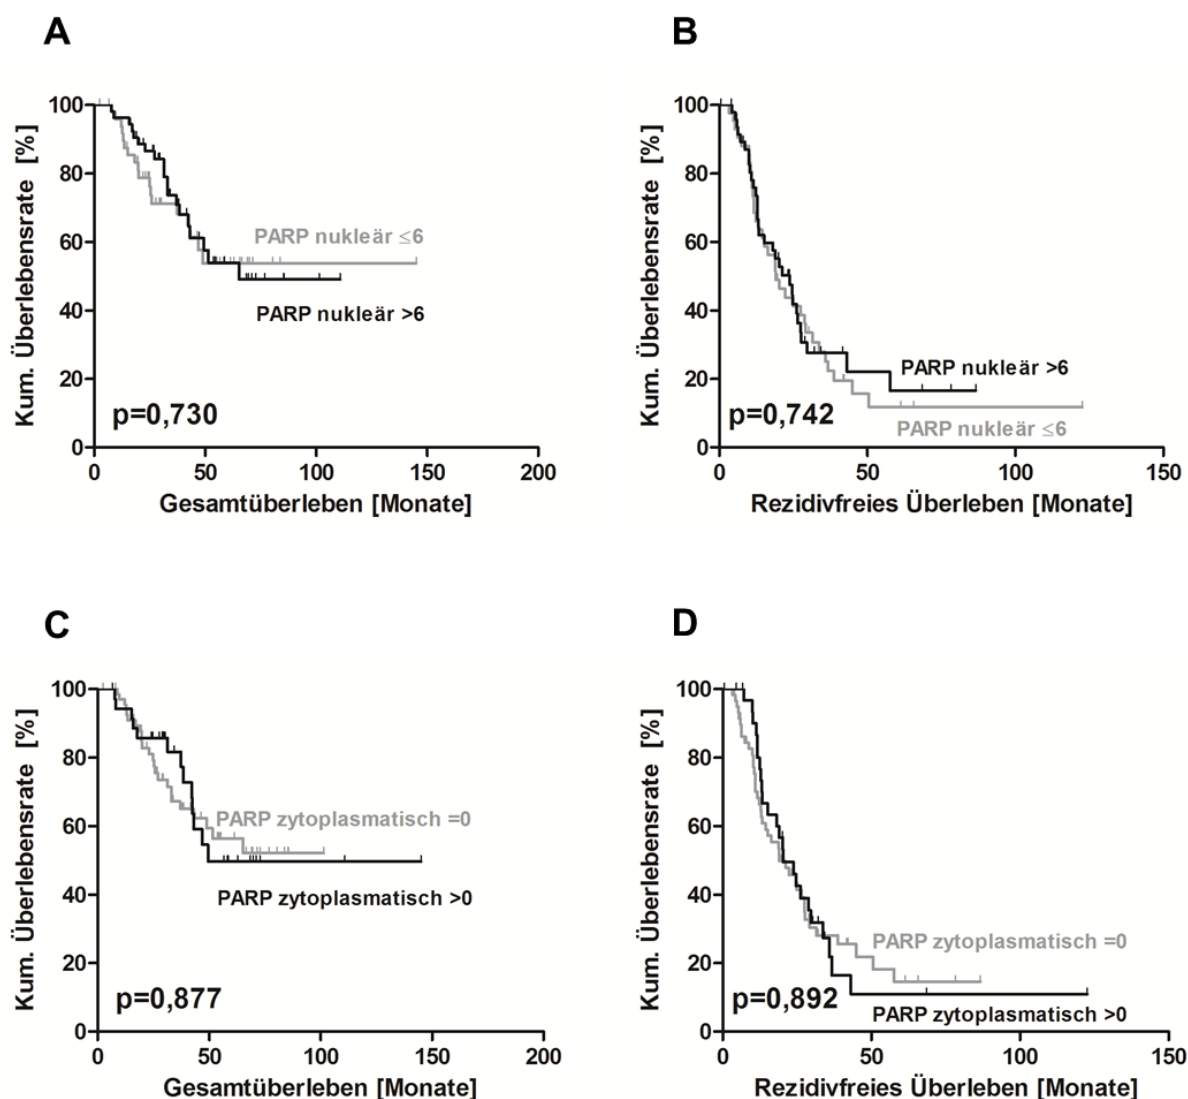 A
Kum. Überlebensrate [%]
100
80
60
40
20
0
PARP nukleär ≤6
PARP nukleär >6
p=0,730
0 50 100 150 200
Gesamtüberleben [Monate]
B
Kum. Überlebensrate [%]
100
80
60
40
20
0
PARP nukleär >6
p=0,742
PARP nukleär ≤6
0 50 100 150
Rezidivfreies Überleben [Monate]
C
Kum. Überlebensrate [%]
100
80
60
40
20
0
PARP zytoplasmatisch =0
PARP zytoplasmatisch >0
p=0,877
0 50 100 150 200
Gesamtüberleben [Monate]
D
Kum. Überlebensrate [%]
100
80
60
40
20
0
PARP zytoplasmatisch =0
p=0,892
PARP zytoplasmatisch >0
0 50 100 150
Rezidivfreies Überleben [Monate]